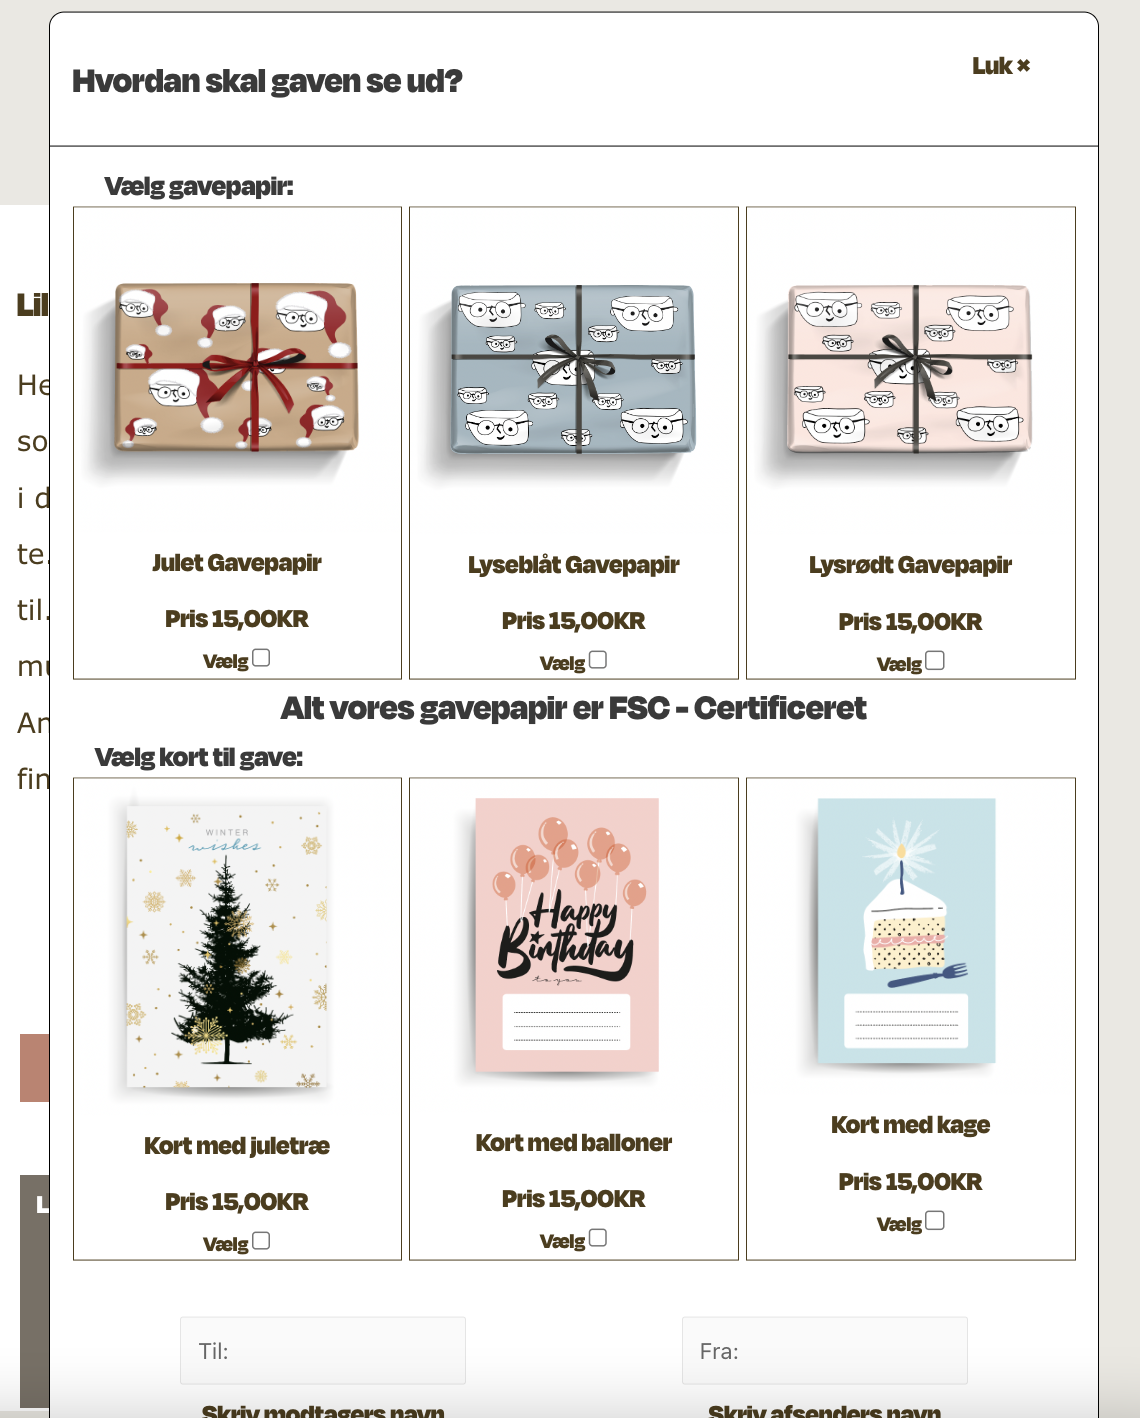 Hvordan skal gaven se ud?
Luk ×
Vælg gavepapir:
Julet Gavepapir
Pris 15,00KR
Vælg
Lyseblåt Gavepapir
Pris 15,00KR
Vælg
Lysrødt Gavepapir
Pris 15,00KR
Vælg
Alt vores gavepapir er FSC - Certificeret
Vælg kort til gave:
WINTER
wishes
Kort med juletræ
Pris 15,00KR
Vælg
Happy
Birthday
to you
Kort med balloner
Pris 15,00KR
Vælg
Kort med kage
Pris 15,00KR
Vælg
Til:
Fra:
Skriv modtagers navn
Skriv afsenders navn
Lil
He
so
i d
te.
til.
mu
An
fin
L